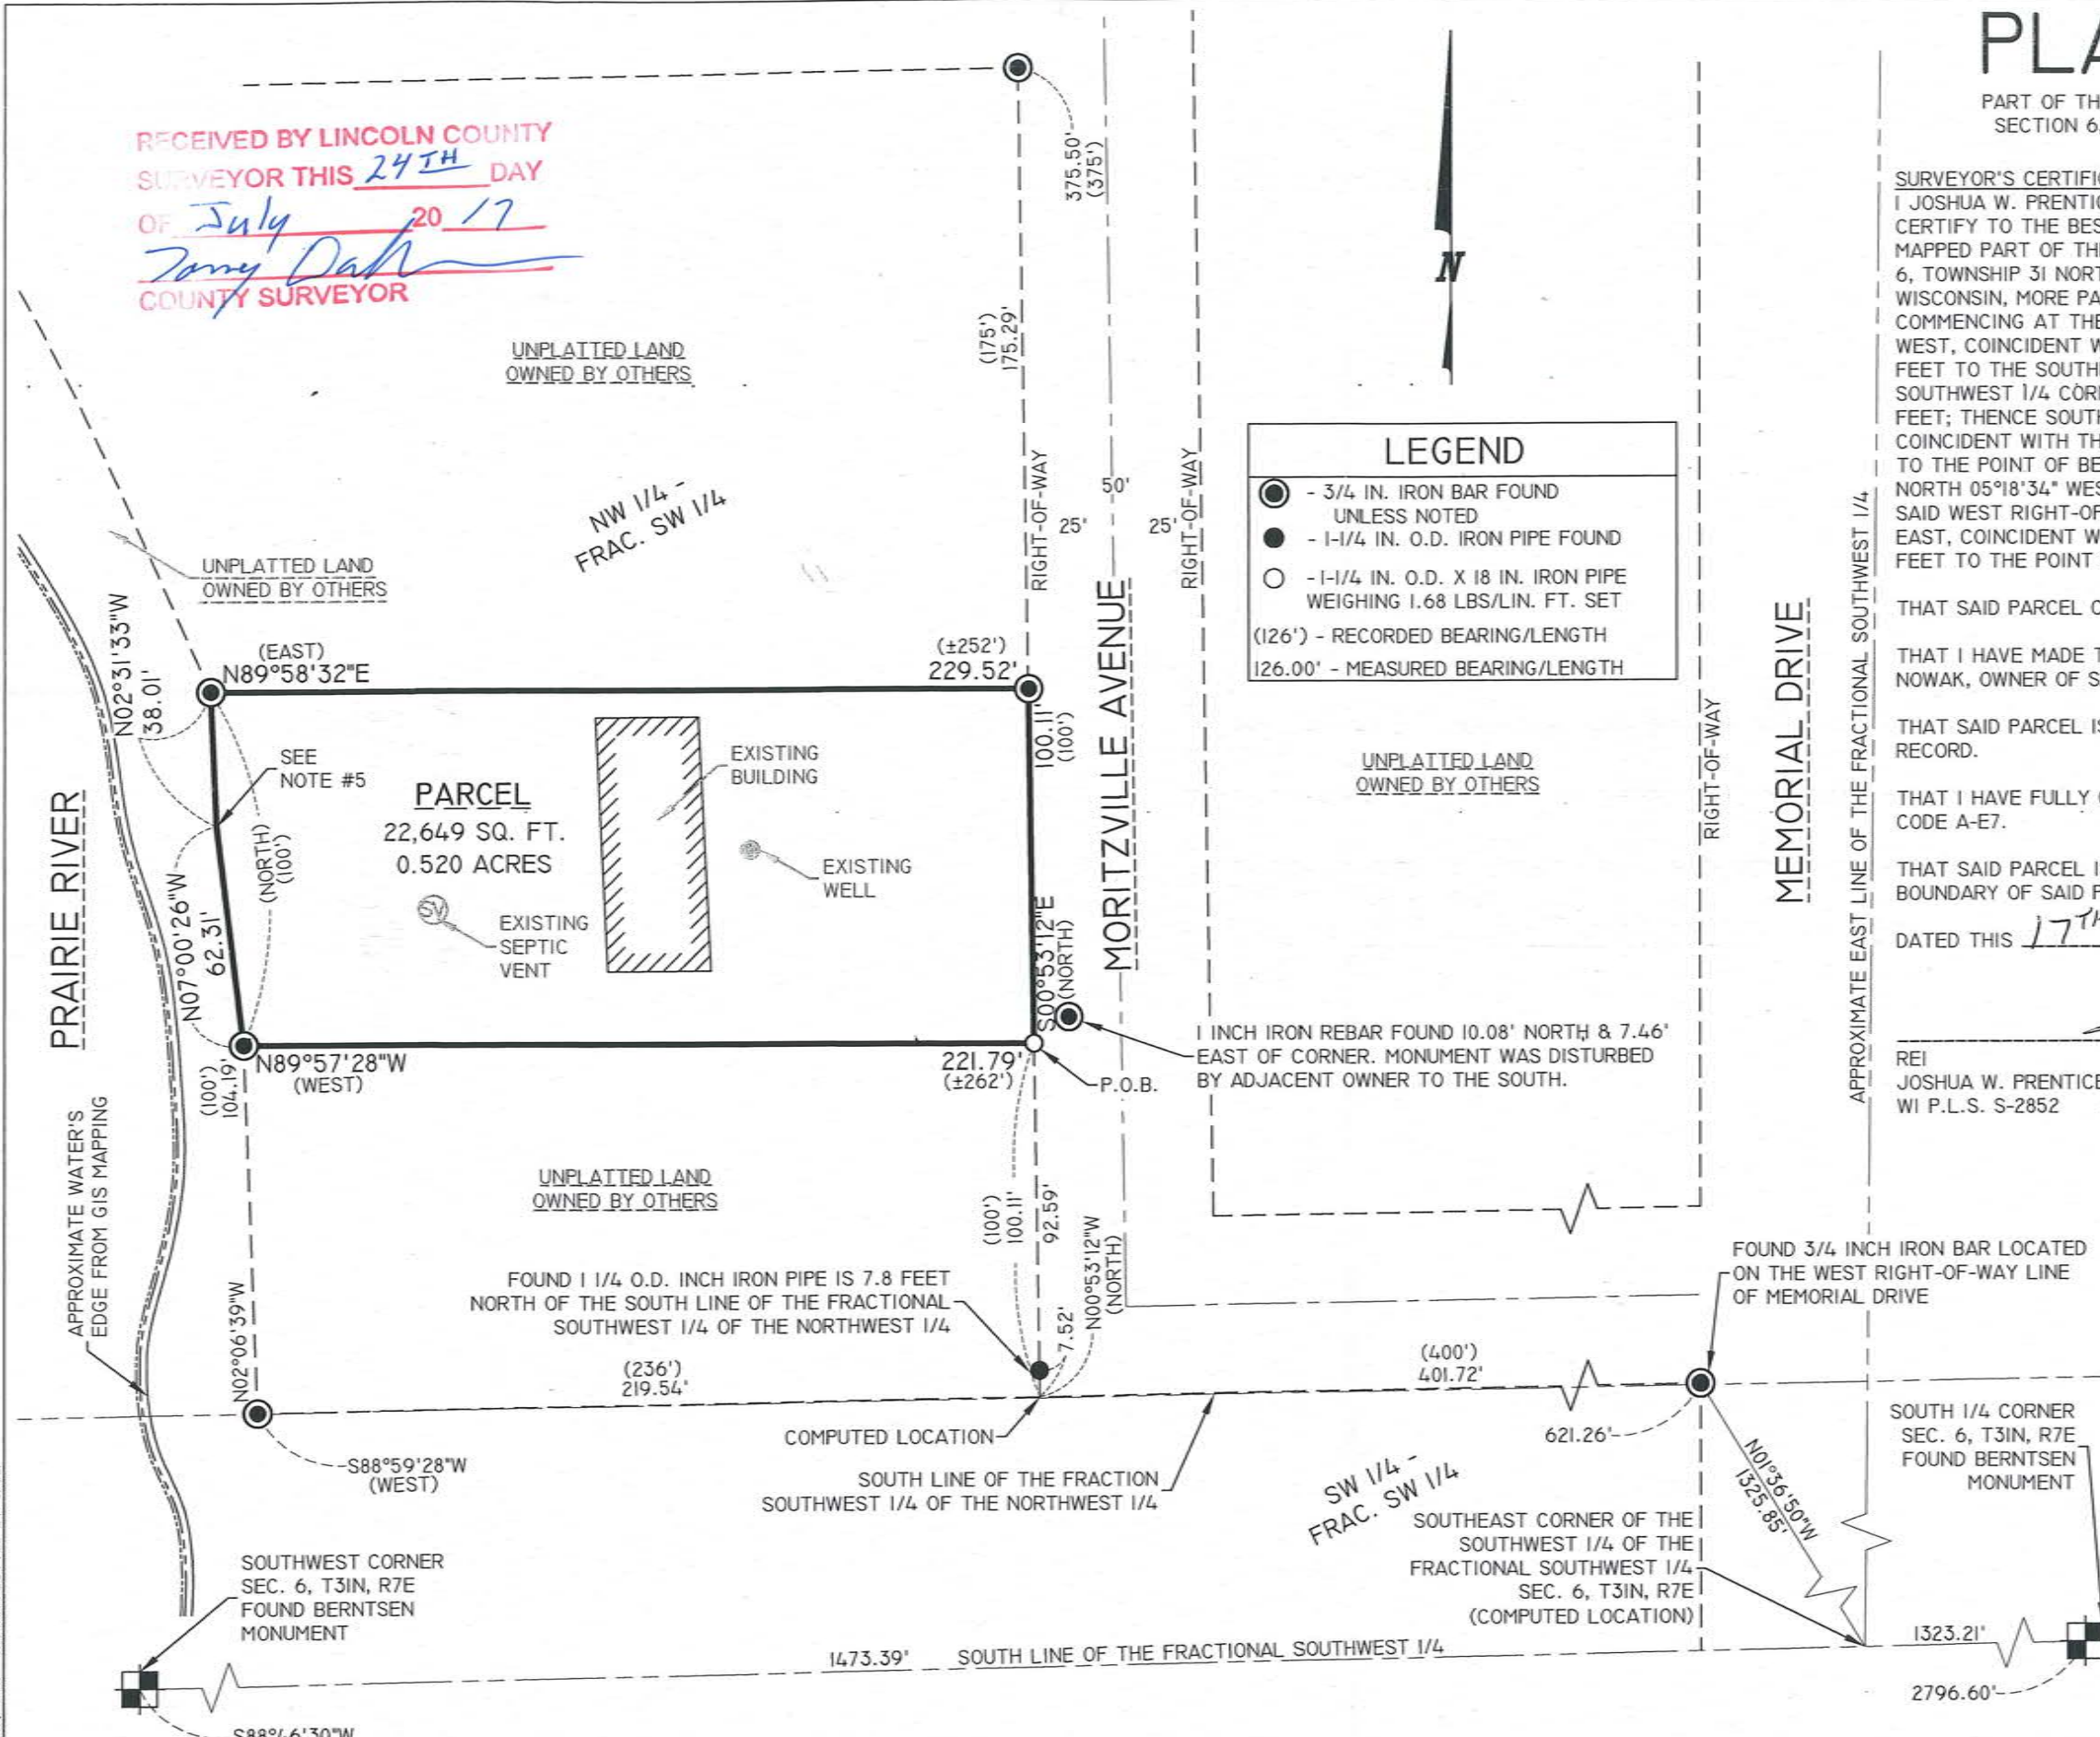 PLA
PART OF TH
SECTION 6
SURVEYOR'S CERTIFI
I JOSHUA W. PRENTI
CERTIFY TO THE BES
MAPPED PART OF TH
6, TOWNSHIP 31 NORT
WISCONSIN, MORE PA
COMMENCING AT THE
WEST, COINCIDENT W
FEET TO THE SOUTH
SOUTHWEST 1/4 COR
FEET; THENCE SOUTH
COINCIDENT WITH TH
TO THE POINT OF BE
NORTH 05°18'34" WES
SAID WEST RIGHT-OF
EAST, COINCIDENT W
FEET TO THE POINT
THAT SAID PARCEL
THAT I HAVE MADE T
NOWAK, OWNER OF S
THAT SAID PARCEL IS
RECORD.
THAT I HAVE FULLY
CODE A-E7.
THAT SAID PARCEL I
BOUNDARY OF SAID
DATED THIS 17TH
REI
JOSHUA W. PRENTICE
WI P.L.S. S-2852
RECEIVED BY LINCOLN COUNTY
SURVEYOR THIS 24TH DAY
OF July 20 17
COUNTY SURVEYOR
375.50'
(375')
(175')
175.29'
N
UNPLATTED LAND
OWNED BY OTHERS
NW 1/4 -
FRAC. SW 1/4
RIGHT-OF-WAY
50'
25'
25'
RIGHT-OF-WAY
LEGEND
- 3/4 IN. IRON BAR FOUND
UNLESS NOTED
- 1-1/4 IN. O.D. IRON PIPE FOUND
- 1-1/4 IN. O.D. X 18 IN. IRON PIPE
WEIGHING 1.68 LBS/LIN. FT. SET
(126') - RECORDED BEARING/LENGTH
126.00' - MEASURED BEARING/LENGTH
UNPLATTED LAND
OWNED BY OTHERS
N02°31'33"W
38.01'
(EAST)
N89°58'32"E
(±252')
229.52'
100.11'
(100')
MORITZVILLE AVENUE
SEE
NOTE #5
PARCEL
22,649 SQ. FT.
0.520 ACRES
EXISTING
BUILDING
EXISTING
WELL
SV
EXISTING
SEPTIC
VENT
PRAIRIE RIVER
N07°00'26"W
62.31'
(NORTH)
(100')
S00°53'12"E
(NORTH)
UNPLATTED LAND
OWNED BY OTHERS
RIGHT-OF-WAY
MEMORIAL DRIVE
APPROXIMATE EAST LINE OF THE FRACTIONAL SOUTHWEST 1/4
1 INCH IRON REBAR FOUND 10.08' NORTH & 7.46'
EAST OF CORNER. MONUMENT WAS DISTURBED
BY ADJACENT OWNER TO THE SOUTH.
N89°57'28"W
(WEST)
221.79'
(±262')
P.O.B.
(100')
104.19'
APPROXIMATE WATER'S
EDGE FROM GIS MAPPING
N02°06'39"W
UNPLATTED LAND
OWNED BY OTHERS
(100')
100.11'
92.59'
N00°53'12"W
(NORTH)
7.52'
FOUND 1 1/4 O.D. INCH IRON PIPE IS 7.8 FEET
NORTH OF THE SOUTH LINE OF THE FRACTIONAL
SOUTHWEST 1/4 OF THE NORTHWEST 1/4
FOUND 3/4 INCH IRON BAR LOCATED
ON THE WEST RIGHT-OF-WAY LINE
OF MEMORIAL DRIVE
(236')
219.54'
(400')
401.72'
COMPUTED LOCATION
621.26'
S88°59'28"W
(WEST)
SOUTH LINE OF THE FRACTION
SOUTHWEST 1/4 OF THE NORTHWEST 1/4
SW 1/4 -
FRAC. SW 1/4
N01°36'50"W
1325.85'
SOUTH 1/4 CORNER
SEC. 6, T31N, R7E
FOUND BERNTSEN
MONUMENT
SOUTHEAST CORNER OF THE
SOUTHWEST 1/4 OF THE
FRACTIONAL SOUTHWEST 1/4
SEC. 6, T31N, R7E
(COMPUTED LOCATION)
SOUTHWEST CORNER
SEC. 6, T31N, R7E
FOUND BERNTSEN
MONUMENT
1473.39'
SOUTH LINE OF THE FRACTIONAL SOUTHWEST 1/4
1323.21'
2796.60'
S88°46'30"W